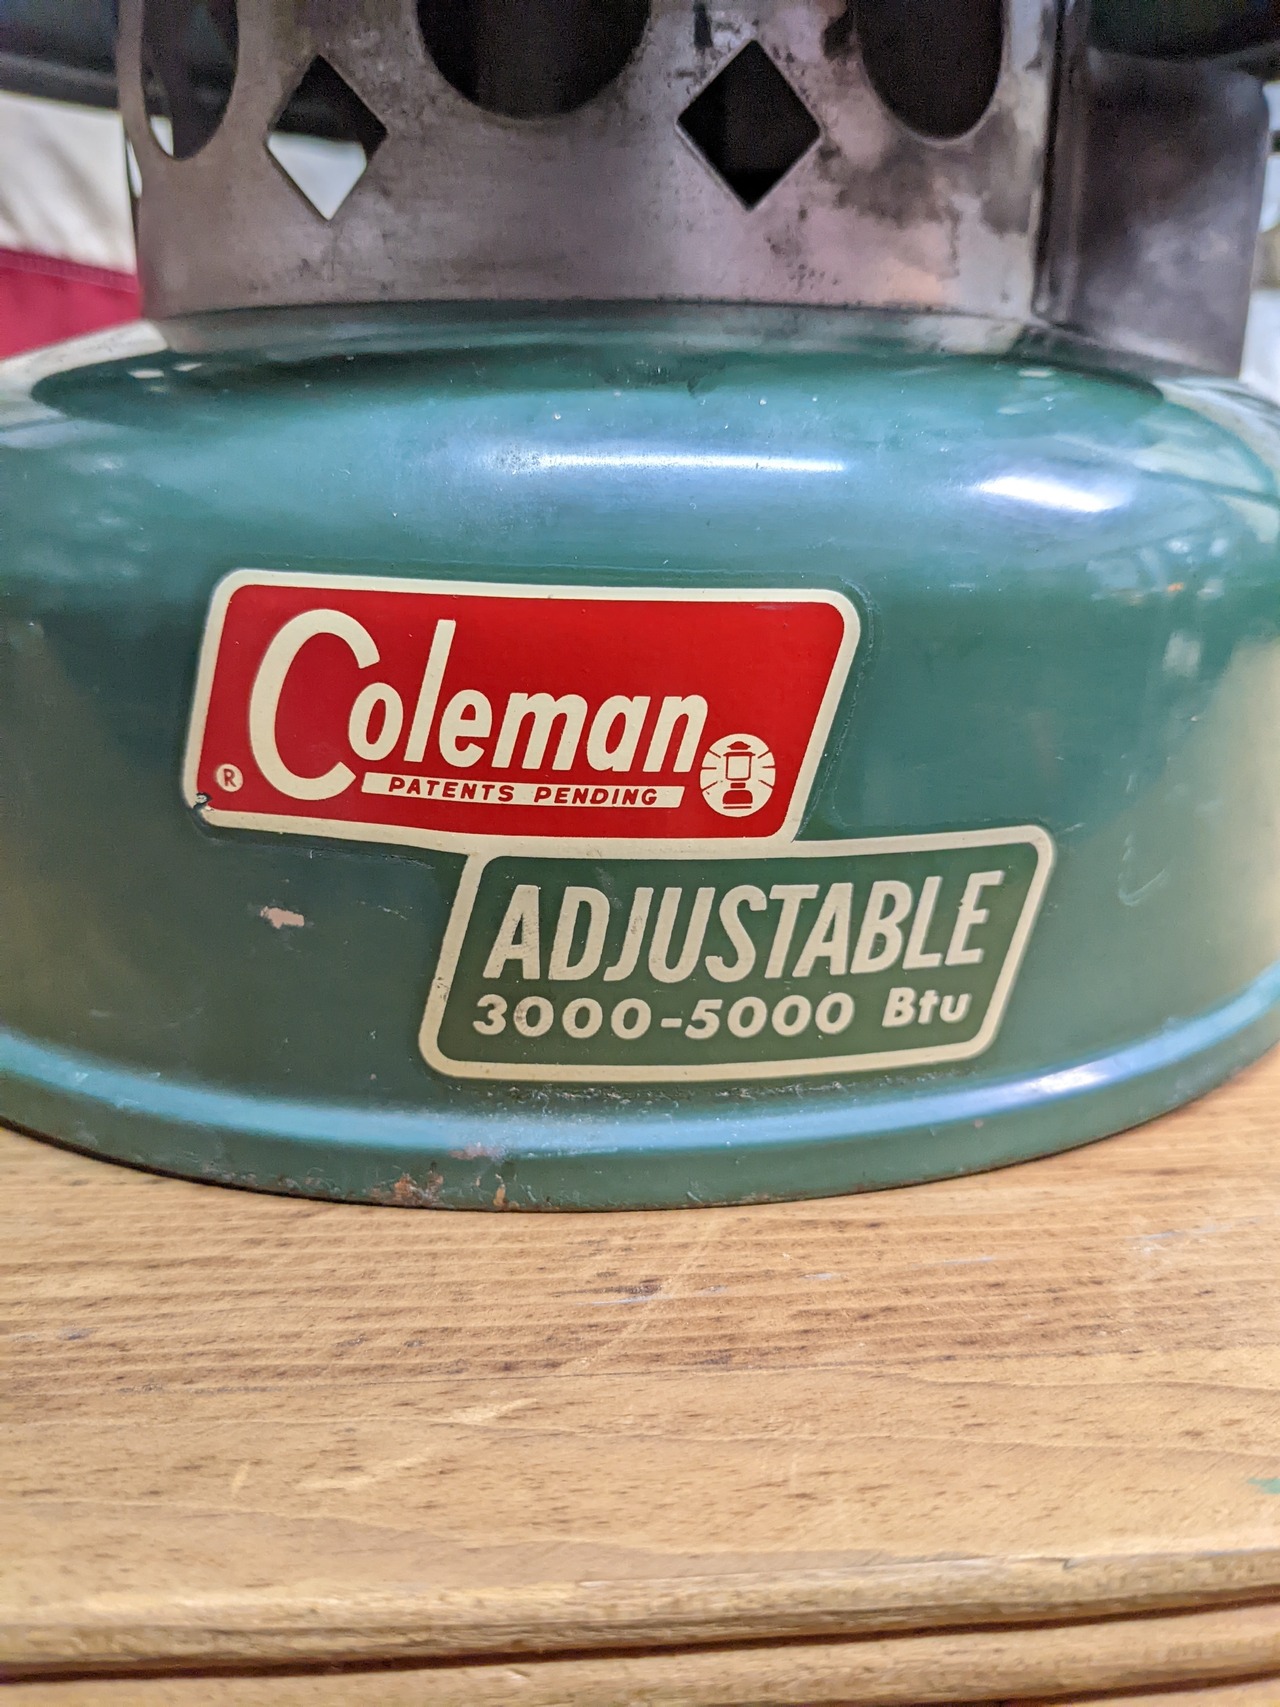 Coleman
® PATENTS PENDING
ADJUSTABLE
3000-5000 Btu